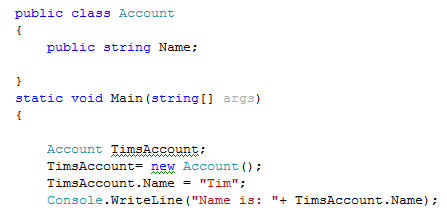 public class Account
{
public string Name;
}
static void Main(string[] args)
{
Account TimsAccount;
TimsAccount= new Account();
TimsAccount.Name = "Tim";
Console.WriteLine("Name is: "+ TimsAccount.Name);